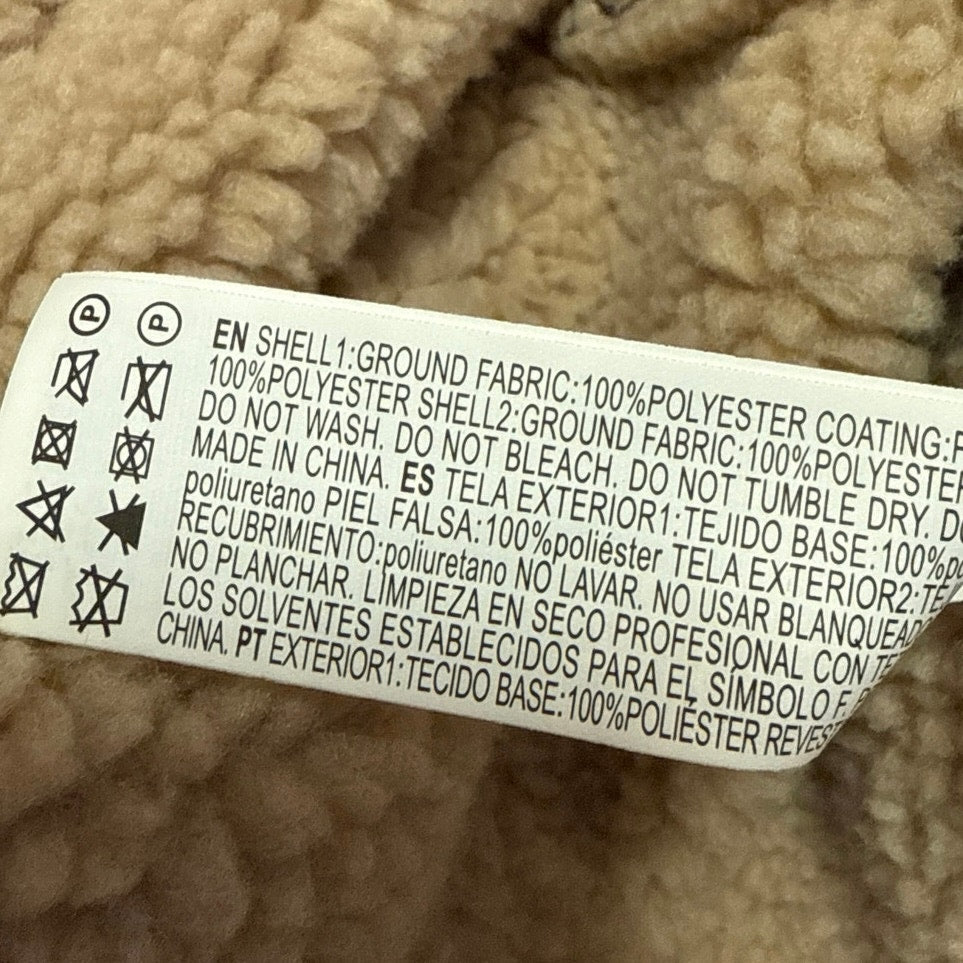 P P
EN SHELL1:GROUND FABRIC:100%POLYESTER COATING:
100%POLYESTER SHELL2:GROUND FABRIC:100%POLYESTER
DO NOT WASH. DO NOT BLEACH. DO NOT TUMBLE DRY.
MADE IN CHINA. ES TELA EXTERIOR1:TEJIDO BASE:100%
poliuretano PIEL FALSA:100%poliéster TELA EXTERIOR2:
RECUBRIMIENTO:poliuretano NO LAVAR. NO USAR
NO PLANCHAR. LIMPIEZA EN SECO PROFESIONAL CON
LOS SOLVENTES ESTABLECIDOS PARA EL SÍMBOLO F.
CHINA. PT EXTERIOR1:TECIDO BASE:100%POLIÉSTER